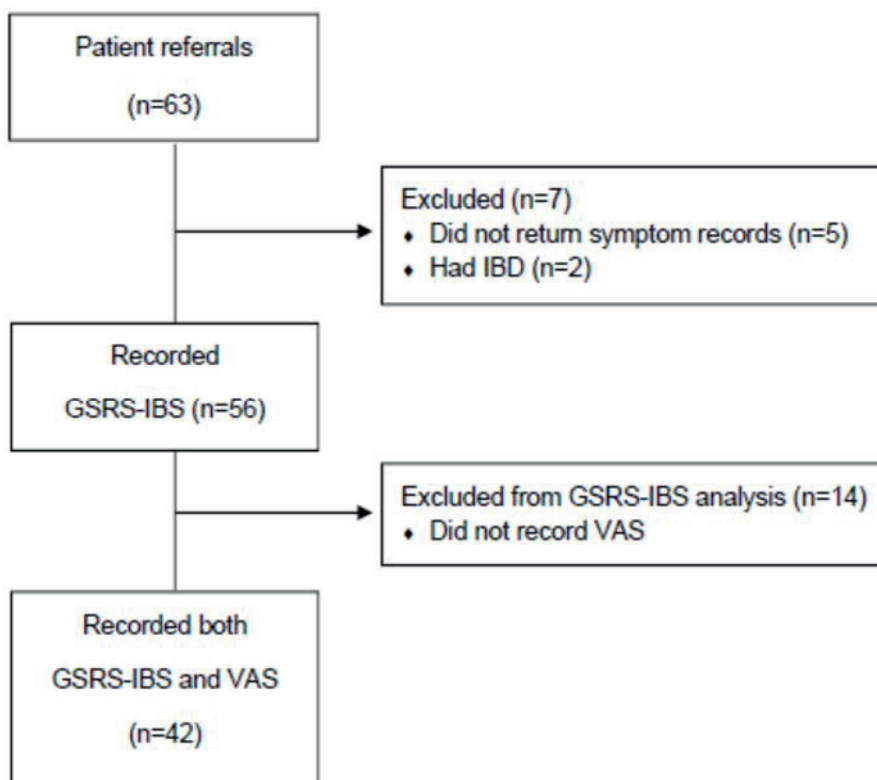 Patient referrals
(n=63)
Excluded (n=7)
♦ Did not return symptom records (n=5)
♦ Had IBD (n=2)
Recorded
GSRS-IBS (n=56)
Excluded from GSRS-IBS analysis (n=14)
♦ Did not record VAS
Recorded both
GSRS-IBS and VAS
(n=42)